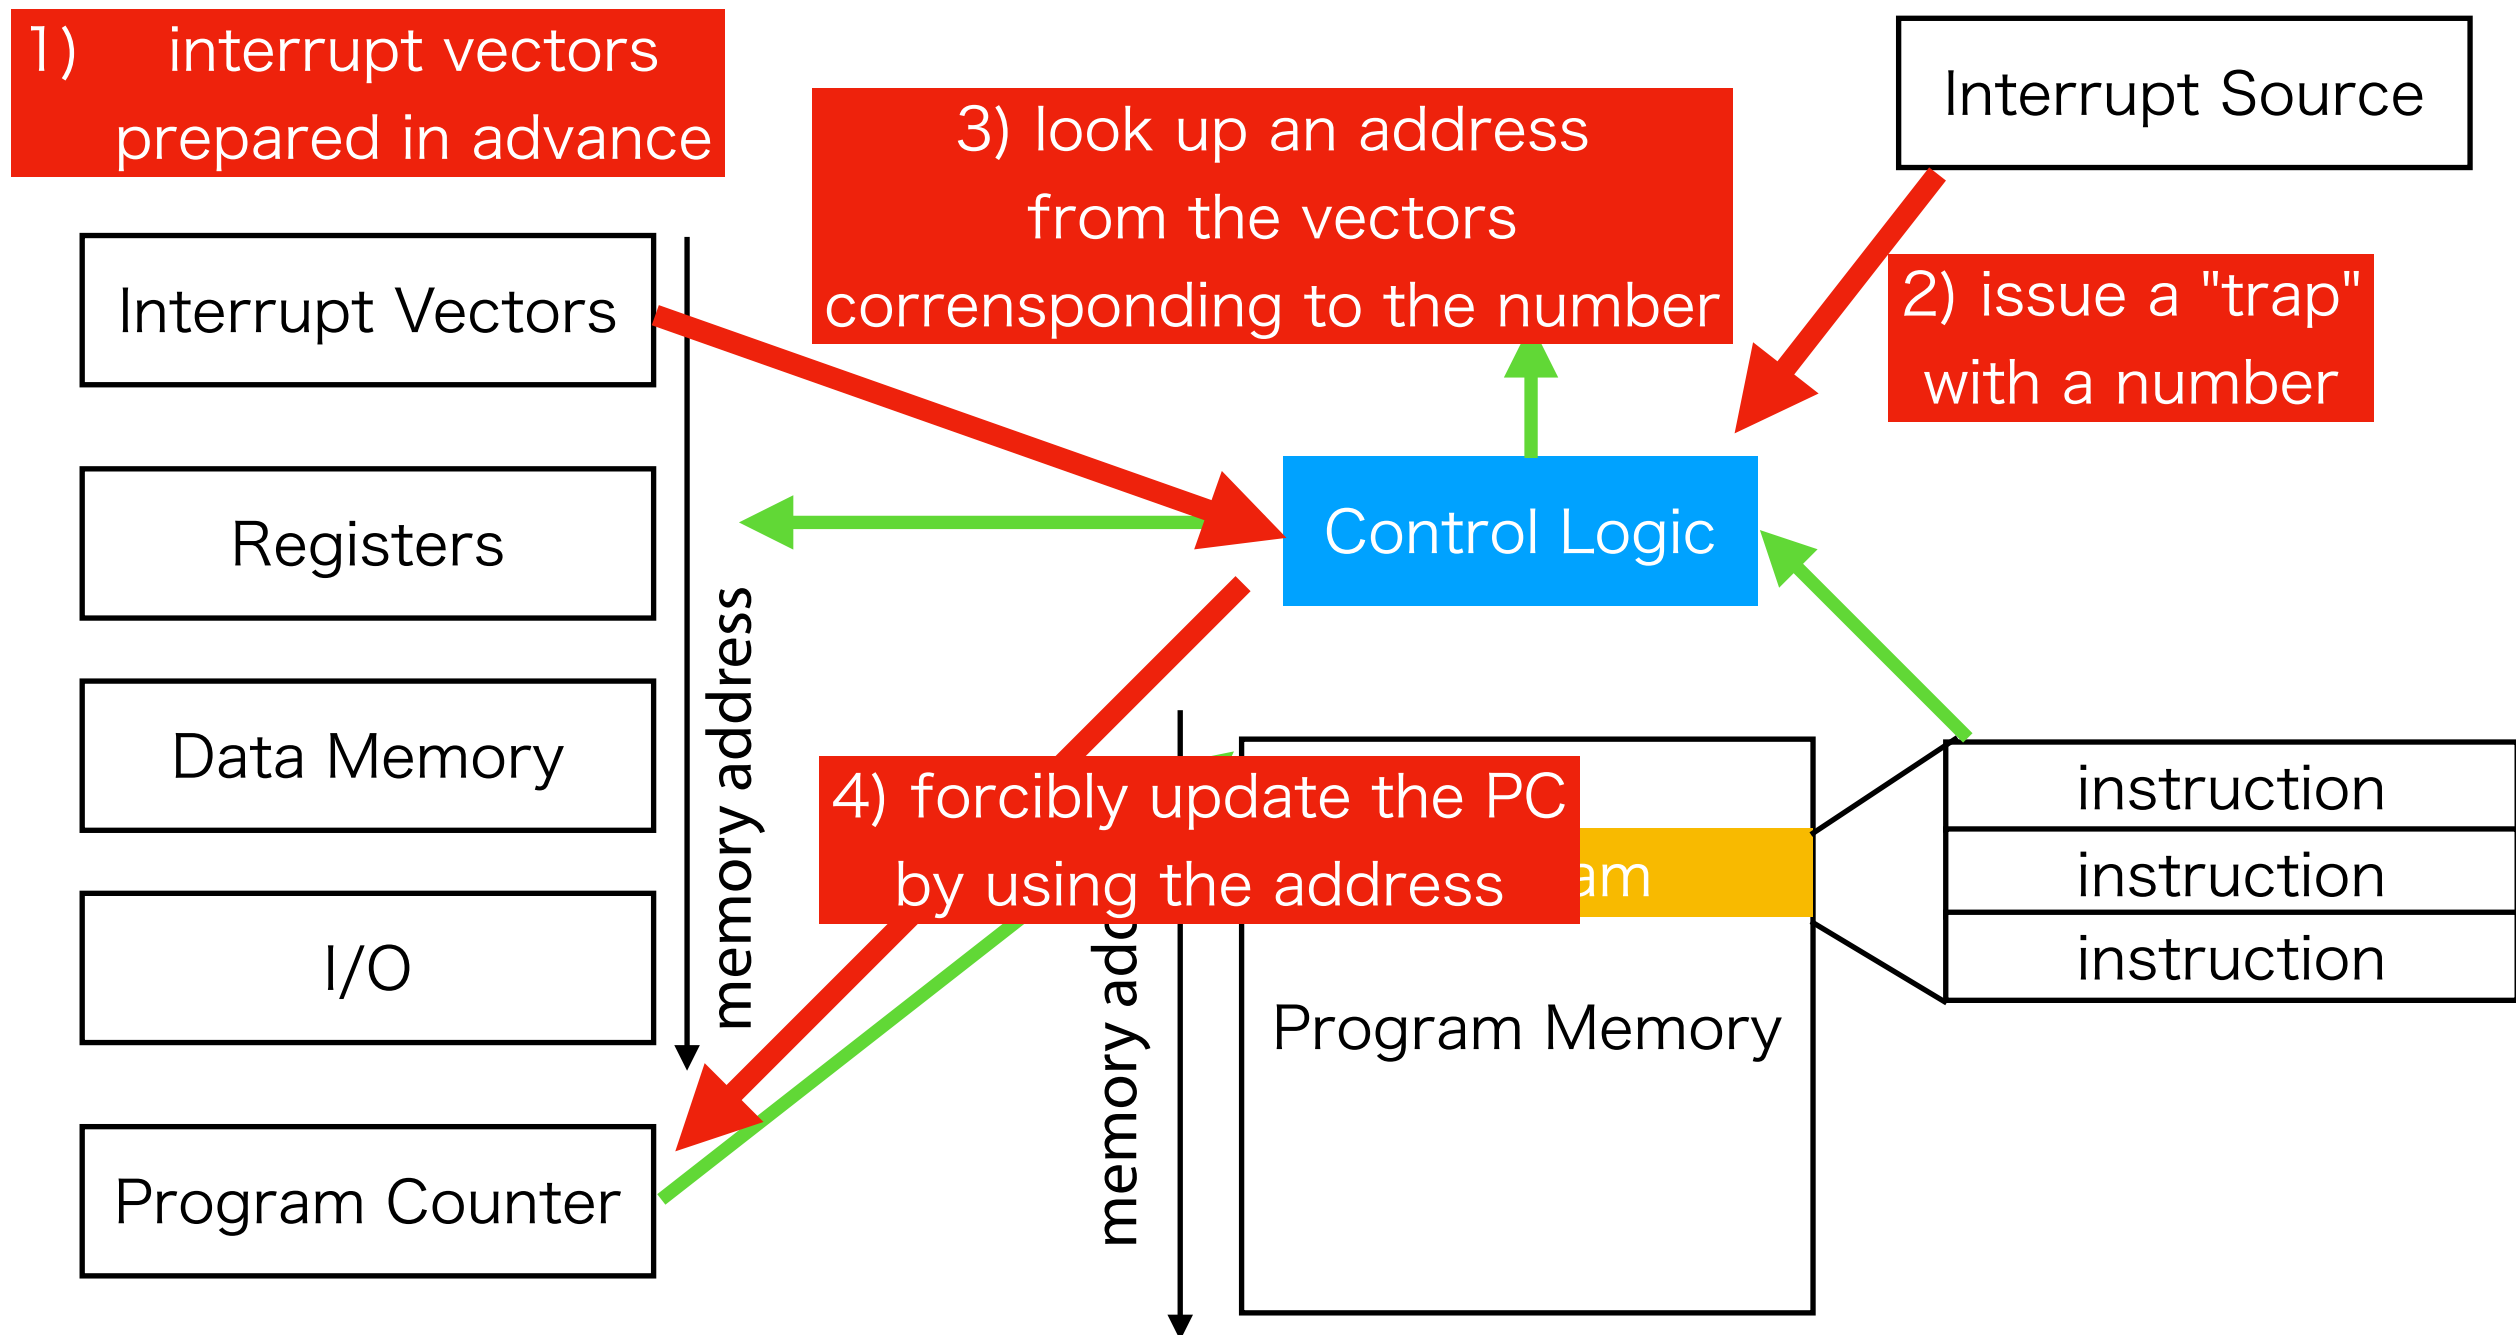 1) interrupt vectors
prepared in advance
Interrupt Source
3) look up an address
from the vectors
corrensponding to the number
2) issue a "trap"
with a number
Interrupt Vectors
Control Logic
Registers
memory address
Data Memory
4) forcibly update the PC
by using the address
instruction
instruction
instruction
I/O
memory
Program Memory
Program Counter